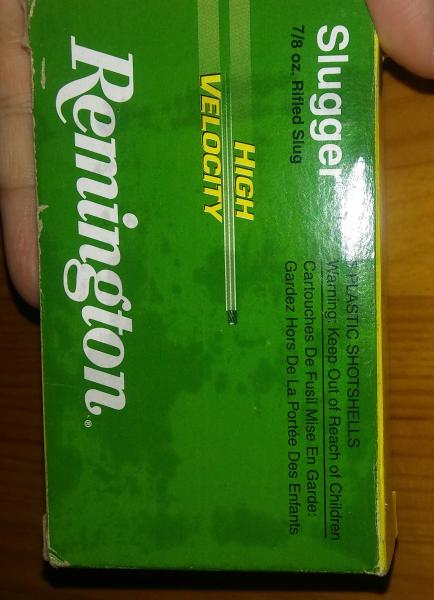 Slugger
7/8 oz. Rifled Slug
PLASTIC SHOTSHELLS
Warning: Keep Out of Reach of Children
Cartouches De Fusil Mise En Garde:
Gardez Hors De La Portée Des Enfants
HIGH
VELOCITY
Remington®